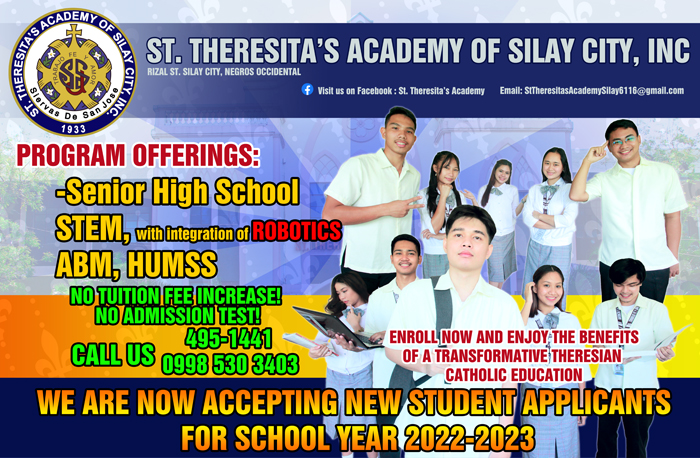 ST. THERESITA'S ACADEMY OF SILAY CITY, INC.
TRABAJO FE Y AMOR
Siervas De San Jose
1933
ST. THERESITA'S ACADEMY OF SILAY CITY, INC
RIZAL ST. SILAY CITY, NEGROS OCCIDENTAL
Visit us on Facebook : St. Theresita's Academy Email: StTheresitasAcademySilay6116@gmail.com
PROGRAM OFFERINGS:
-Senior High School
STEM, with integration of ROBOTICS
ABM, HUMSS
NO TUITION FEE INCREASE!
NO ADMISSION TEST!
CALL US 495-1441
0998 530 3403
ENROLL NOW AND ENJOY THE BENEFITS
OF A TRANSFORMATIVE THERESIAN
CATHOLIC EDUCATION
WE ARE NOW ACCEPTING NEW STUDENT APPLICANTS
FOR SCHOOL YEAR 2022-2023